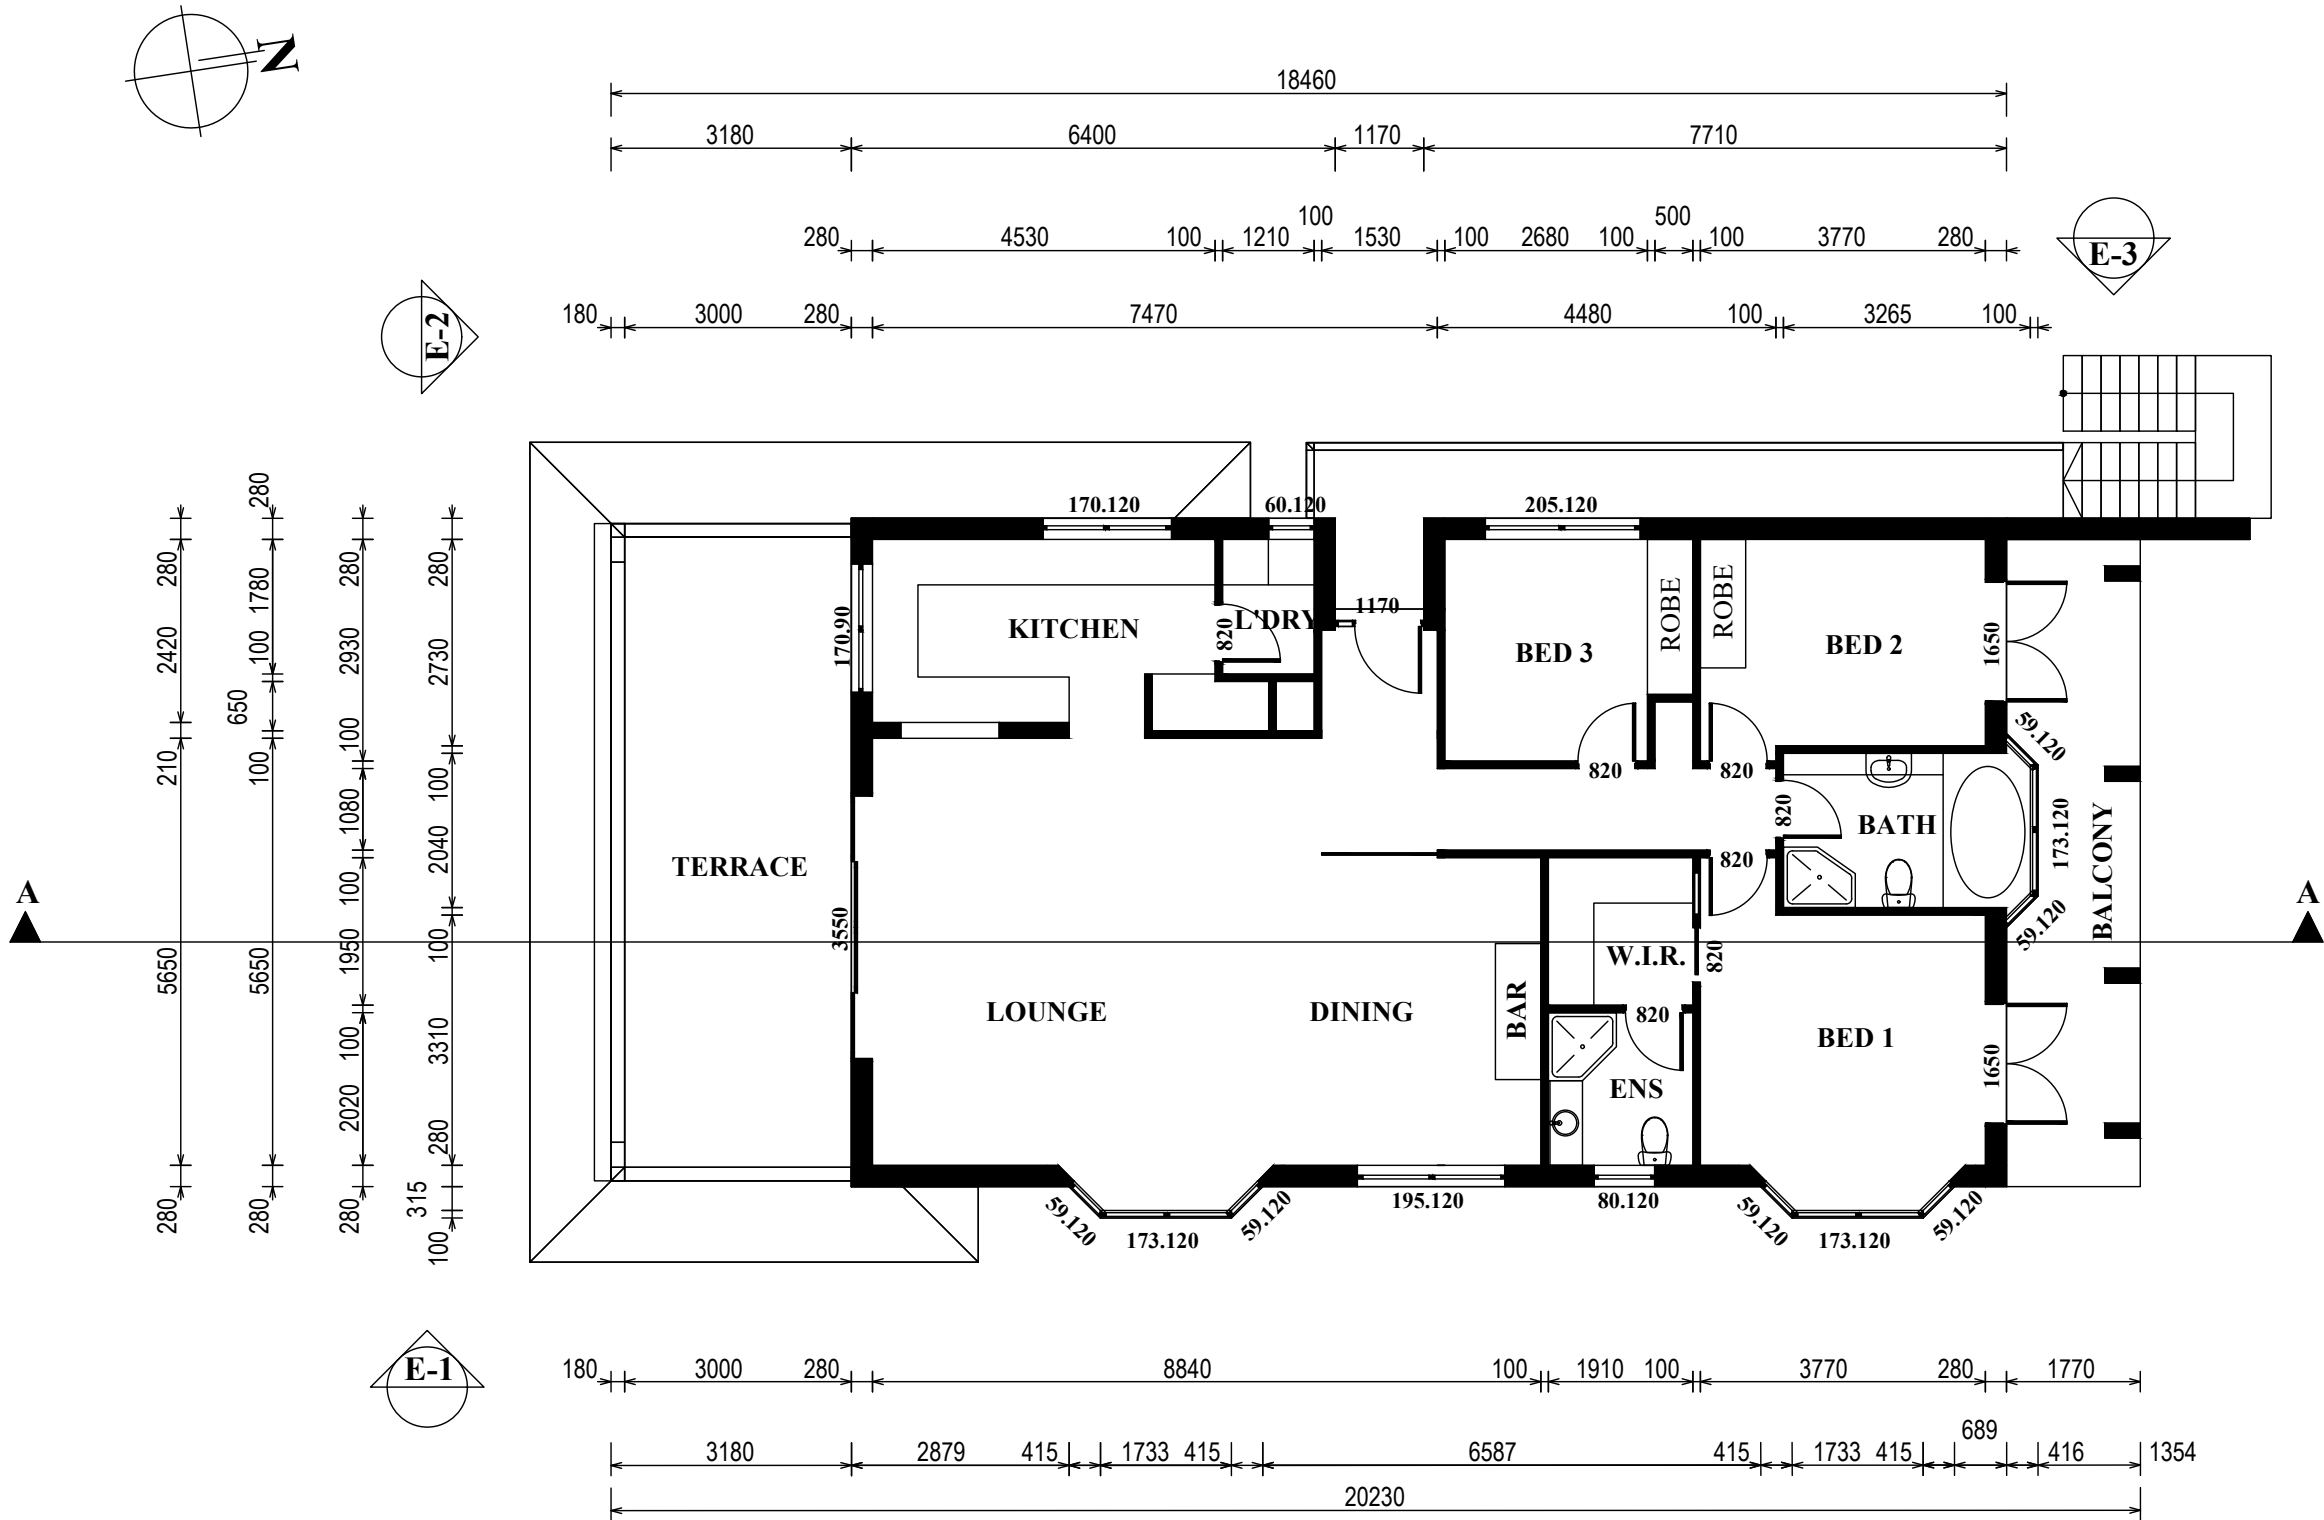 N
18460
3180 6400 1170 7710
100 500
280 4530 100 1210 1530 100 2680 100 100 3770 280
180 3000 280 7470 4480 100 3265 100
E-3
E-2
280 280 280 280
2420 1780 2930 2730
210 100 100 100
5650 650 1080 2040
280 100 100 100
5650 1950 3310
280 100 280
2020 315
280 100
170.120 60.120 205.120
170.90
KITCHEN
L'DRY
820
1170
BED 3
ROBE
ROBE
BED 2
1650
820
820
820
59.120
173.120
59.120
BATH
BALCONY
TERRACE
3550
820
A
A
W.I.R.
820
LOUNGE
DINING
BAR
820
BED 1
1650
ENS
59.120
173.120
59.120
195.120
80.120
59.120
173.120
59.120
E-1
180 3000 280 8840 100 1910 100 3770 280 1770
689
3180 2879 415 1733 415 6587 415 1733 415 416 1354
20230